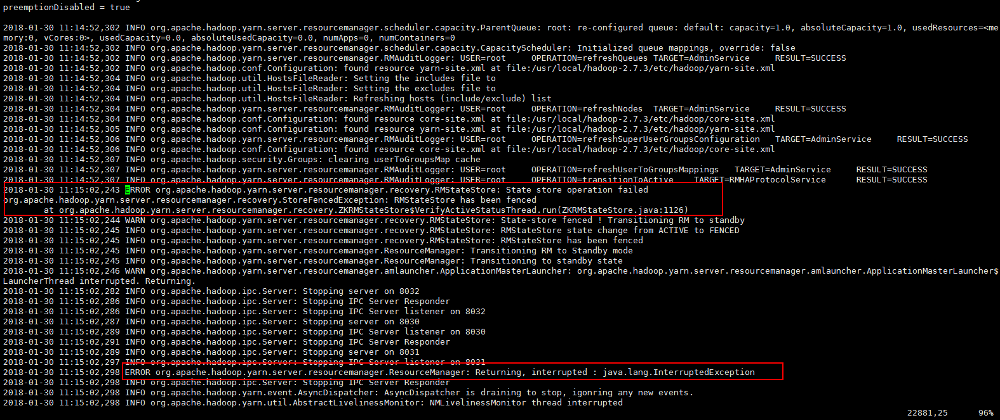 preemptionDisabled = true
2018-01-30 11:14:52,302 INFO org.apache.hadoop.yarn.server.resourcemanager.scheduler.capacity.ParentQueue: root: re-configured queue: default: capacity=1.0, absoluteCapacity=1.0, usedResources=<me
mory:0, vCores:0>, usedCapacity=0.0, absoluteUsedCapacity=0.0, numApps=0, numContainers=0
2018-01-30 11:14:52,302 INFO org.apache.hadoop.yarn.server.resourcemanager.scheduler.capacity.CapacityScheduler: Initialized queue mappings, override: false
2018-01-30 11:14:52,302 INFO org.apache.hadoop.yarn.server.resourcemanager.RMAuditLogger: USER=root     OPERATION=refreshQueues TARGET=AdminService     RESULT=SUCCESS
2018-01-30 11:14:52,302 INFO org.apache.hadoop.conf.Configuration: found resource yarn-site.xml at file:/usr/local/hadoop-2.7.3/etc/hadoop/yarn-site.xml
2018-01-30 11:14:52,304 INFO org.apache.hadoop.util.HostsFileReader: Setting the includes file to
2018-01-30 11:14:52,304 INFO org.apache.hadoop.util.HostsFileReader: Setting the excludes file to
2018-01-30 11:14:52,304 INFO org.apache.hadoop.util.HostsFileReader: Refreshing hosts (include/exclude) list
2018-01-30 11:14:52,304 INFO org.apache.hadoop.yarn.server.resourcemanager.RMAuditLogger: USER=root     OPERATION=refreshNodes  TARGET=AdminService     RESULT=SUCCESS
2018-01-30 11:14:52,304 INFO org.apache.hadoop.conf.Configuration: found resource core-site.xml at file:/usr/local/hadoop-2.7.3/etc/hadoop/core-site.xml
2018-01-30 11:14:52,305 INFO org.apache.hadoop.conf.Configuration: found resource yarn-site.xml at file:/usr/local/hadoop-2.7.3/etc/hadoop/yarn-site.xml
2018-01-30 11:14:52,306 INFO org.apache.hadoop.yarn.server.resourcemanager.RMAuditLogger: USER=root     OPERATION=refreshSuperUserGroupsConfiguration   TARGET=AdminService     RESULT=SUCCESS
2018-01-30 11:14:52,306 INFO org.apache.hadoop.conf.Configuration: found resource core-site.xml at file:/usr/local/hadoop-2.7.3/etc/hadoop/core-site.xml
2018-01-30 11:14:52,307 INFO org.apache.hadoop.security.Groups: clearing userToGroupsMap cache
2018-01-30 11:14:52,307 INFO org.apache.hadoop.yarn.server.resourcemanager.RMAuditLogger: USER=root     OPERATION=refreshUserToGroupsMappings   TARGET=AdminService     RESULT=SUCCESS
2018-01-30 11:14:52,307 INFO org.apache.hadoop.yarn.server.resourcemanager.RMAuditLogger: USER=root     OPERATION=transitionToActive    TARGET=RMHAProtocolService      RESULT=SUCCESS
2018-01-30 11:15:02,243 ERROR org.apache.hadoop.yarn.server.resourcemanager.recovery.RMStateStore: State store operation failed
org.apache.hadoop.yarn.server.resourcemanager.recovery.StoreFencedException: RMStateStore has been fenced
        at org.apache.hadoop.yarn.server.resourcemanager.recovery.ZKRMStateStore$VerifyActiveStatusThread.run(ZKRMStateStore.java:1126)
2018-01-30 11:15:02,244 WARN org.apache.hadoop.yarn.server.resourcemanager.recovery.RMStateStore: State-store fenced ! Transitioning RM to standby
2018-01-30 11:15:02,245 INFO org.apache.hadoop.yarn.server.resourcemanager.recovery.RMStateStore: RMStateStore state change from ACTIVE to FENCED
2018-01-30 11:15:02,245 INFO org.apache.hadoop.yarn.server.resourcemanager.recovery.RMStateStore: RMStateStore has been fenced
2018-01-30 11:15:02,245 INFO org.apache.hadoop.yarn.server.resourcemanager.ResourceManager: Transitioning RM to Standby mode
2018-01-30 11:15:02,245 INFO org.apache.hadoop.yarn.server.resourcemanager.ResourceManager: Transitioning to standby state
2018-01-30 11:15:02,246 WARN org.apache.hadoop.yarn.server.resourcemanager.amlauncher.ApplicationMasterLauncher: org.apache.hadoop.yarn.server.resourcemanager.amlauncher.ApplicationMasterLauncher$
LauncherThread interrupted. Returning.
2018-01-30 11:15:02,282 INFO org.apache.hadoop.ipc.Server: Stopping server on 8032
2018-01-30 11:15:02,286 INFO org.apache.hadoop.ipc.Server: Stopping IPC Server Responder
2018-01-30 11:15:02,286 INFO org.apache.hadoop.ipc.Server: Stopping IPC Server listener on 8032
2018-01-30 11:15:02,287 INFO org.apache.hadoop.ipc.Server: Stopping server on 8030
2018-01-30 11:15:02,289 INFO org.apache.hadoop.ipc.Server: Stopping IPC Server listener on 8030
2018-01-30 11:15:02,291 INFO org.apache.hadoop.ipc.Server: Stopping IPC Server Responder
2018-01-30 11:15:02,289 INFO org.apache.hadoop.ipc.Server: Stopping server on 8031
2018-01-30 11:15:02,297 INFO org.apache.hadoop.ipc.Server: Stopping IPC Server listener on 8031
2018-01-30 11:15:02,298 ERROR org.apache.hadoop.yarn.server.resourcemanager.ResourceManager: Returning, interrupted : java.lang.InterruptedException
2018-01-30 11:15:02,298 INFO org.apache.hadoop.ipc.Server: Stopping IPC Server Responder
2018-01-30 11:15:02,298 INFO org.apache.hadoop.yarn.event.AsyncDispatcher: AsyncDispatcher is draining to stop, igonring any new events.
2018-01-30 11:15:02,298 INFO org.apache.hadoop.yarn.util.AbstractLivelinessMonitor: NMLivelinessMonitor thread interrupted
22881,25      96%